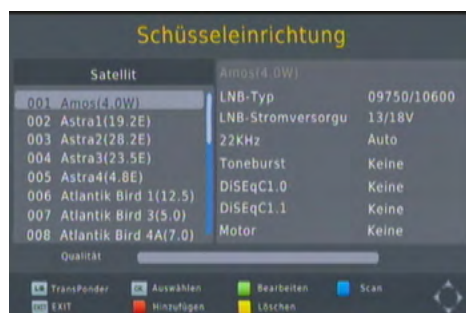 Schüsseleinrichtung
Satellit
Amos(4.0W)
001 Amos(4.0W)
002 Astra1(19.2E)
003 Astra2(28.2E)
004 Astra3(23.5E)
005 Astra4(4.8E)
006 Atlantik Bird 1(12.5)
007 Atlantik Bird 3(5.0)
008 Atlantik Bird 4A(7.0)
LNB-Typ 09750/10600
LNB-Stromversorgu 13/18V
22KHz Auto
Toneburst Keine
DiSEqC1.0 Keine
DiSEqC1.1 Keine
Motor Keine
Qualität
TransPonder OK Auswählen Bearbeiten Scan
EXIT EXIT Hinzufügen Löschen